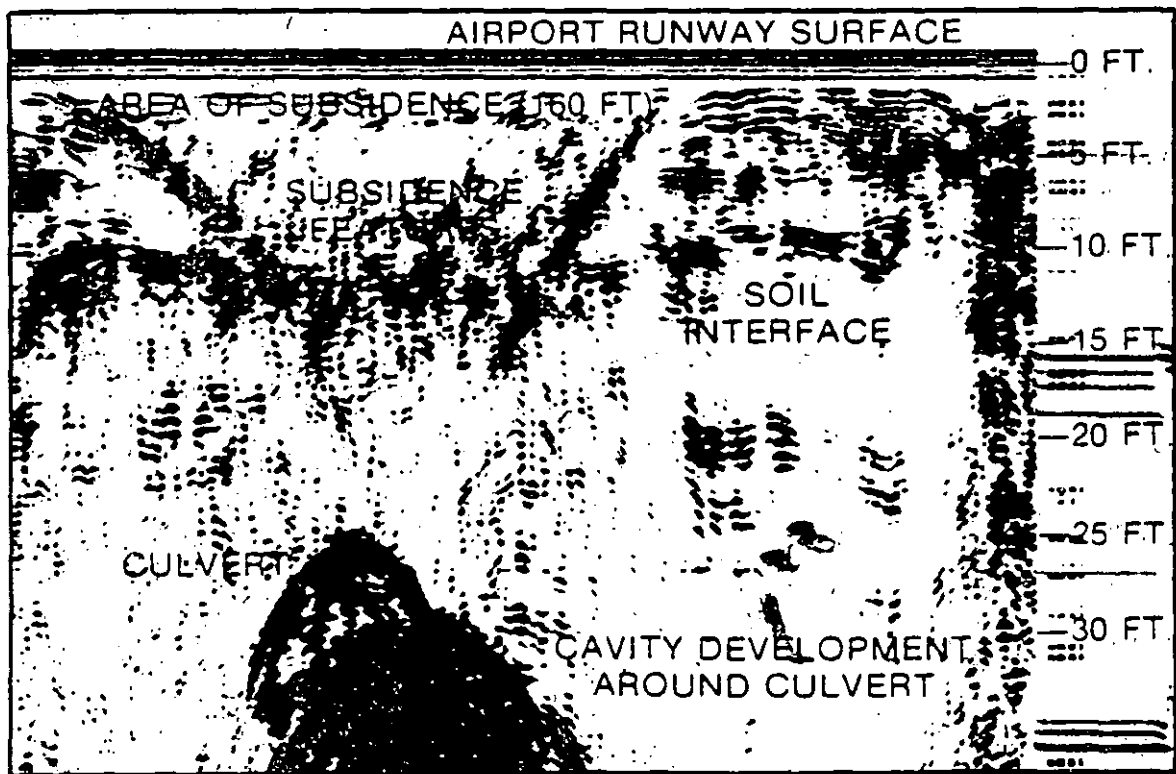 AIRPORT RUNWAY SURFACE
0 FT.
AREA OF SUBSIDENCE (160 FT)
5 FT
SUBSIDENCE
10 FT
SOIL
INTERFACE
15 FT
20 FT
25 FT
CULVERT
30 FT
CAVITY DEVELOPMENT
AROUND CULVERT